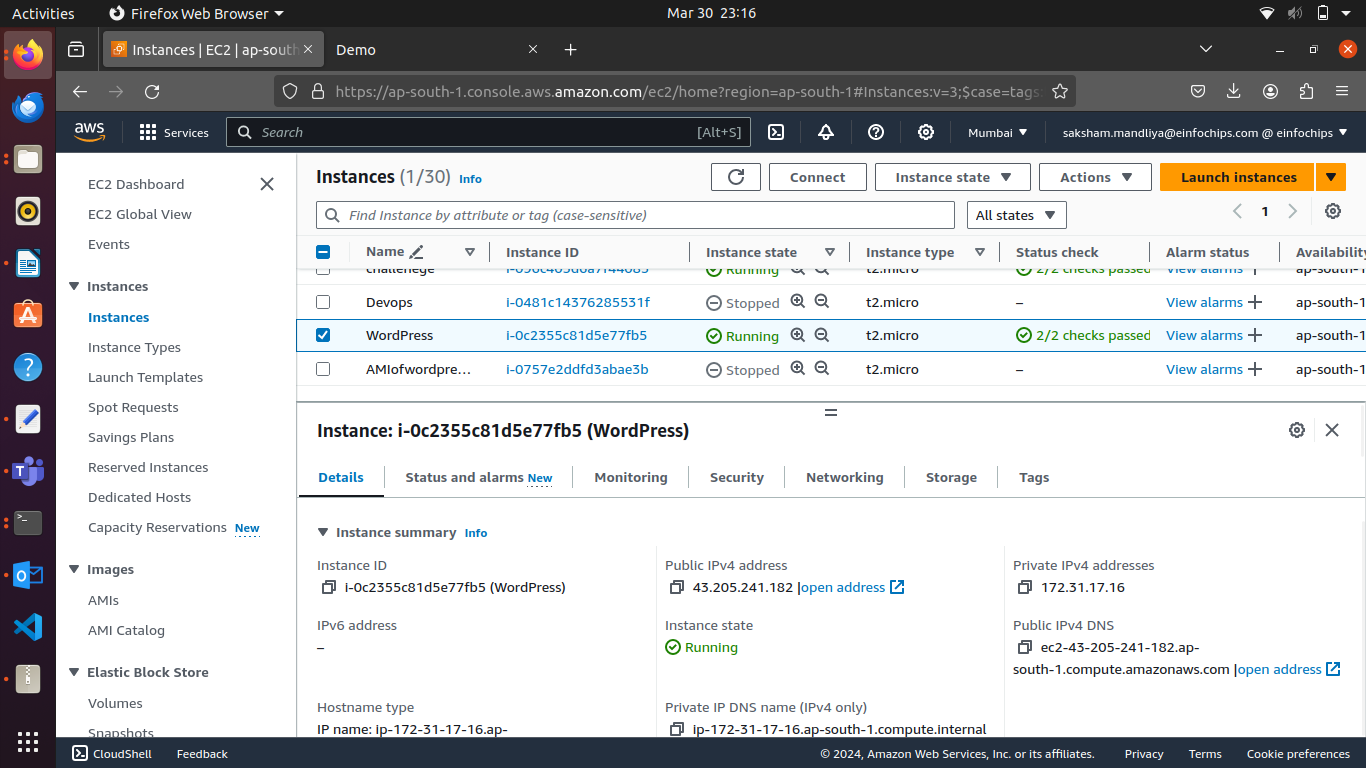 Activities Firefox Web Browser Mar 30 23:16
Instances | EC2 | ap-south Demo
https://ap-south-1.console.aws.amazon.com/ec2/home?region=ap-south-1#Instances:v=3;$case=tags:
aws Services Search [Alt+S] Mumbai saksham.mandliya@einfochips.com @ einfochips
EC2 Dashboard
EC2 Global View
Events
Instances
Instances
Instance Types
Launch Templates
Spot Requests
Savings Plans
Reserved Instances
Dedicated Hosts
Capacity Reservations New
Images
AMIs
AMI Catalog
Elastic Block Store
Volumes
Snapshots
Instances (1/30) Info Connect Instance state Actions Launch instances
Find Instance by attribute or tag (case-sensitive) All states 1
Name Instance ID Instance state Instance type Status check Alarm status Availability
challenege Running t2.micro 2/2 checks passed View alarms + ap-south-1
Devops i-0481c14376285531f Stopped t2.micro – View alarms + ap-south-1
WordPress i-0c2355c81d5e77fb5 Running t2.micro 2/2 checks passed View alarms + ap-south-1
AMIofwordpre... i-0757e2ddfd3abae3b Stopped t2.micro – View alarms + ap-south-1
Instance: i-0c2355c81d5e77fb5 (WordPress)
Details Status and alarms New Monitoring Security Networking Storage Tags
Instance summary Info
Instance ID
i-0c2355c81d5e77fb5 (WordPress)
Public IPv4 address
43.205.241.182 |open address
Private IPv4 addresses
172.31.17.16
IPv6 address
–
Instance state
Running
Public IPv4 DNS
ec2-43-205-241-182.ap-
south-1.compute.amazonaws.com |open address
Hostname type
IP name: ip-172-31-17-16.ap-
Private IP DNS name (IPv4 only)
ip-172-31-17-16.ap-south-1.compute.internal
CloudShell Feedback © 2024, Amazon Web Services, Inc. or its affiliates. Privacy Terms Cookie preferences